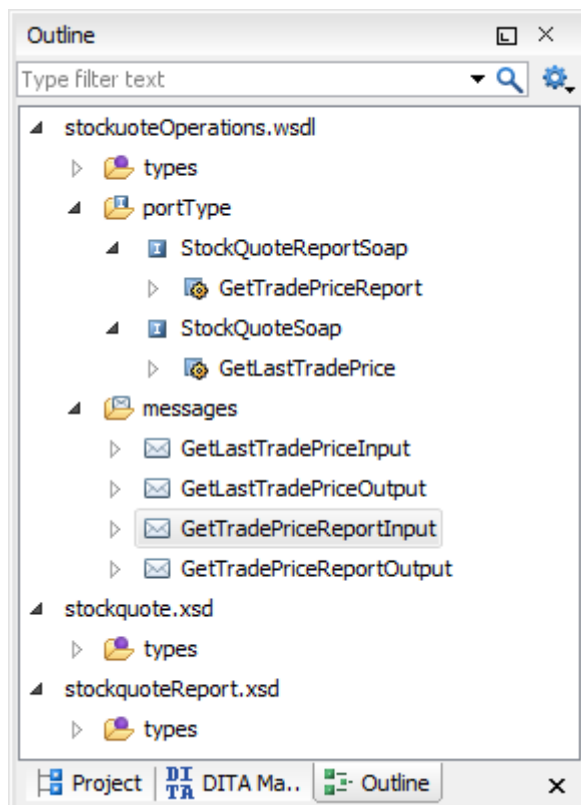 Outline
Type filter text
stockuoteOperations.wsdl
types
portType
StockQuoteReportSoap
GetTradePriceReport
StockQuoteSoap
GetLastTradePrice
messages
GetLastTradePriceInput
GetLastTradePriceOutput
GetTradePriceReportInput
GetTradePriceReportOutput
stockquote.xsd
types
stockquoteReport.xsd
types
Project DITA DITA Ma.. Outline